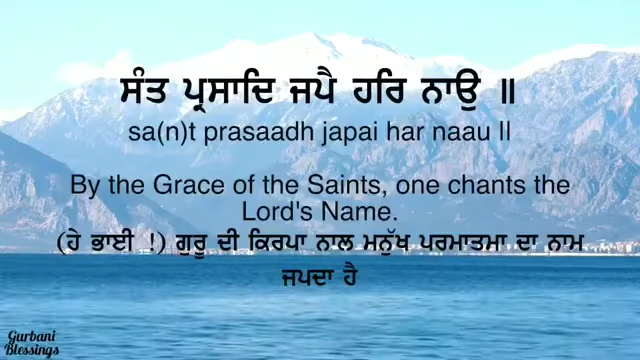 ਸੰਤ ਪ੍ਰਸਾਦਿ ਜਪੈ ਹਰਿ ਨਾਉ ॥
sa(n)t prasaadh japai har naau ||
By the Grace of the Saints, one chants the
Lord's Name.
(ਹੇ ਭਾਈ !) ਗੁਰੂ ਦੀ ਕਿਰਪਾ ਨਾਲ ਮਨੁੱਖ ਪਰਮਾਤਮਾ ਦਾ ਨਾਮ
ਜਪਦਾ ਹੈ
Gurbani
Blessings